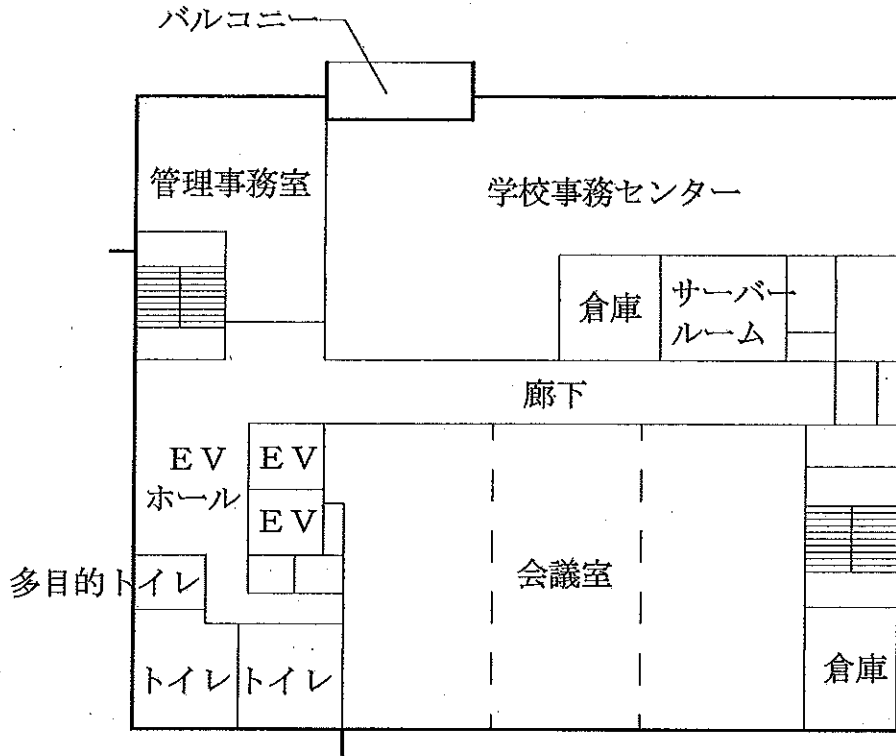 バルコニー
管理事務室
学校事務センター
倉庫
サーバー
ルーム
廊下
EV
ホール
EV
EV
会議室
多目的トイレ
トイレ
トイレ
倉庫